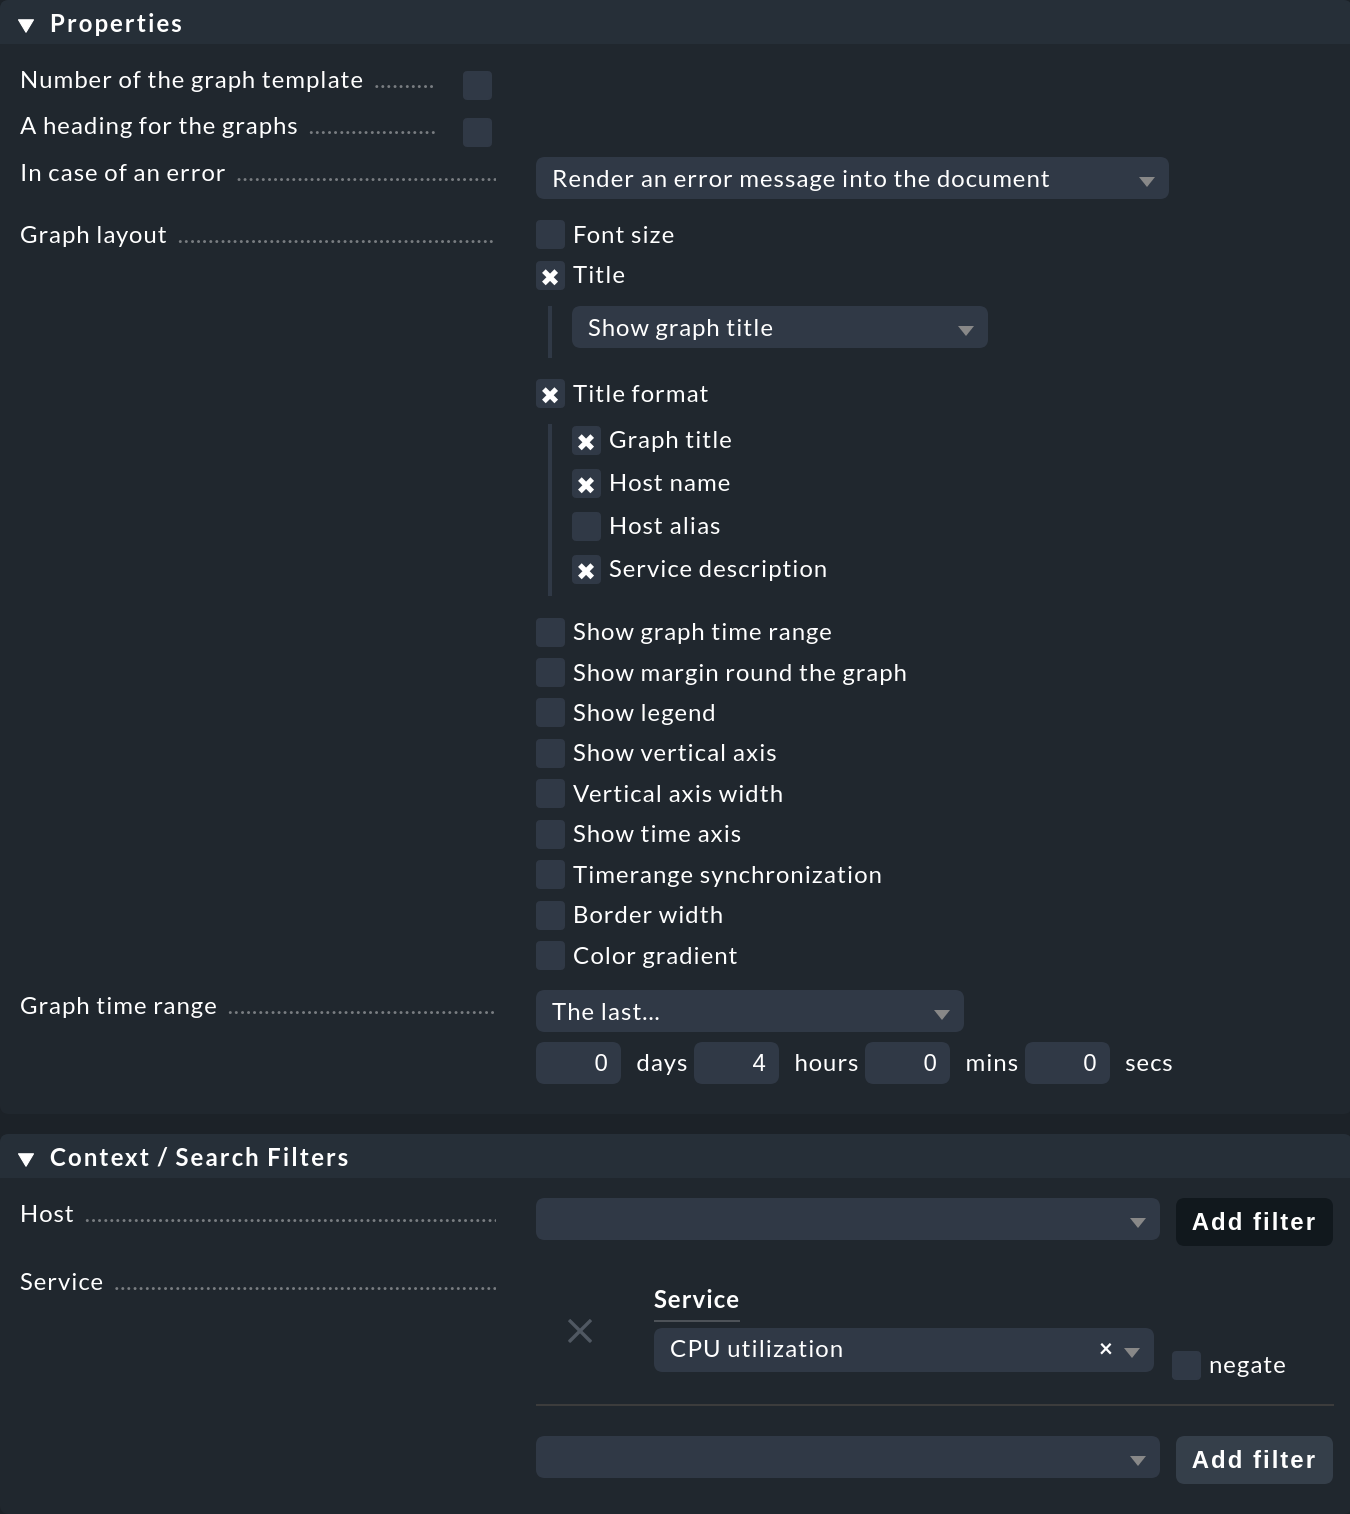 Properties
Number of the graph template
A heading for the graphs
In case of an error Render an error message into the document
Graph layout Font size
Title
Show graph title
Title format
Graph title
Host name
Host alias
Service description
Show graph time range
Show margin round the graph
Show legend
Show vertical axis
Vertical axis width
Show time axis
Timerange synchronization
Border width
Color gradient
Graph time range The last...
0 days 4 hours 0 mins 0 secs
Context / Search Filters
Host Add filter
Service
Service
CPU utilization
negate
Add filter